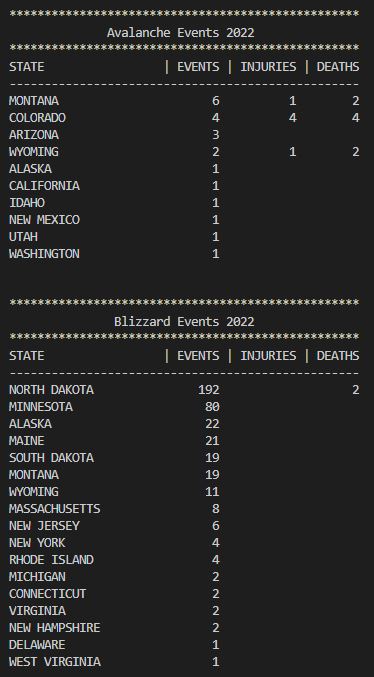 **************************************************
Avalanche Events 2022
**************************************************
STATE | EVENTS | INJURIES | DEATHS
--------------------------------------------------
MONTANA 6 1 2
COLORADO 4 4 4
ARIZONA 3
WYOMING 2 1 2
ALASKA 1
CALIFORNIA 1
IDAHO 1
NEW MEXICO 1
UTAH 1
WASHINGTON 1
**************************************************
Blizzard Events 2022
**************************************************
STATE | EVENTS | INJURIES | DEATHS
--------------------------------------------------
NORTH DAKOTA 192 2
MINNESOTA 80
ALASKA 22
MAINE 21
SOUTH DAKOTA 19
MONTANA 19
WYOMING 11
MASSACHUSETTS 8
NEW JERSEY 6
NEW YORK 4
RHODE ISLAND 4
MICHIGAN 2
CONNECTICUT 2
VIRGINIA 2
NEW HAMPSHIRE 2
DELAWARE 1
WEST VIRGINIA 1